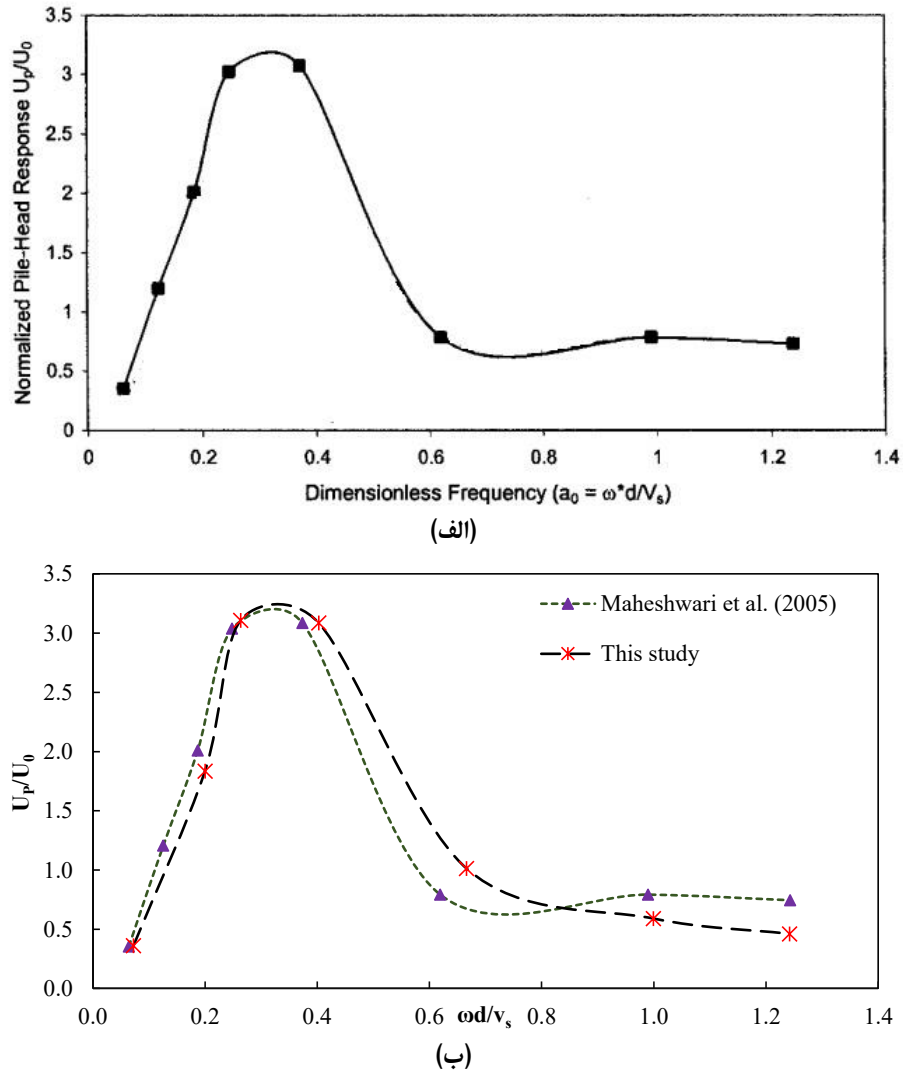 3.5
3
2.5
2
1.5
1
0.5
0
Normalized Pile-Head Response Uₚ/U₀
0 0.2 0.4 0.6 0.8 1 1.2 1.4
Dimensionless Frequency (a₀ = ω*d/Vₛ)
(الف)
3.5
3.0
2.5
2.0
1.5
1.0
0.5
0.0
U_P/U₀
Maheshwari et al. (2005)
This study
0.0 0.2 0.4 0.6 0.8 1.0 1.2 1.4
ωd/vₛ
(ب)